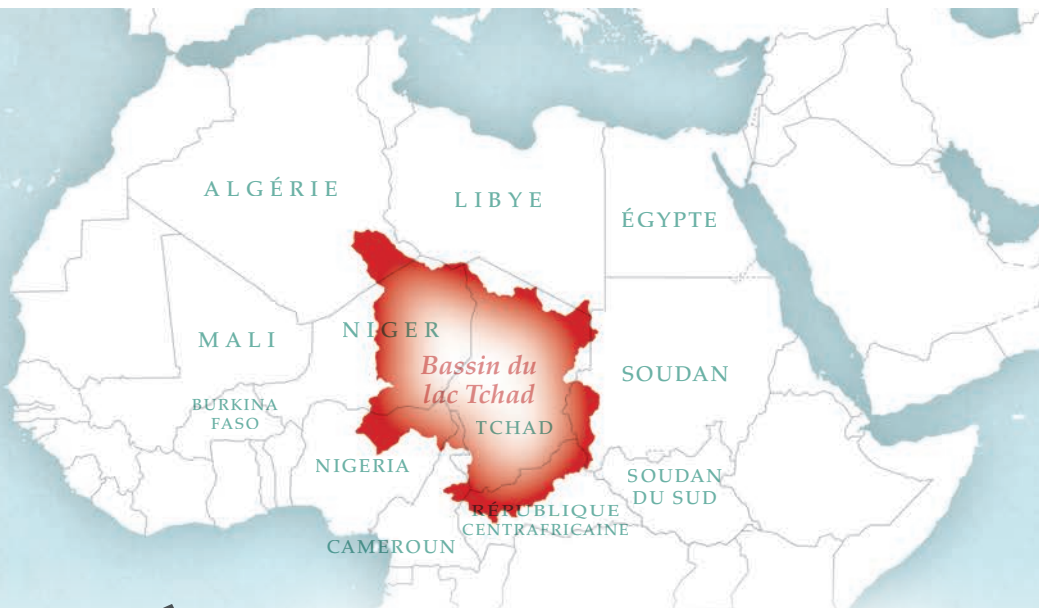 ALGÉRIE
LIBYE
ÉGYPTE
MALI
NIGER
Bassin du
lac Tchad
SOUDAN
BURKINA
FASO
TCHAD
NIGERIA
SOUDAN
DU SUD
RÉPUBLIQUE
CENTRAFRICAINE
CAMEROUN